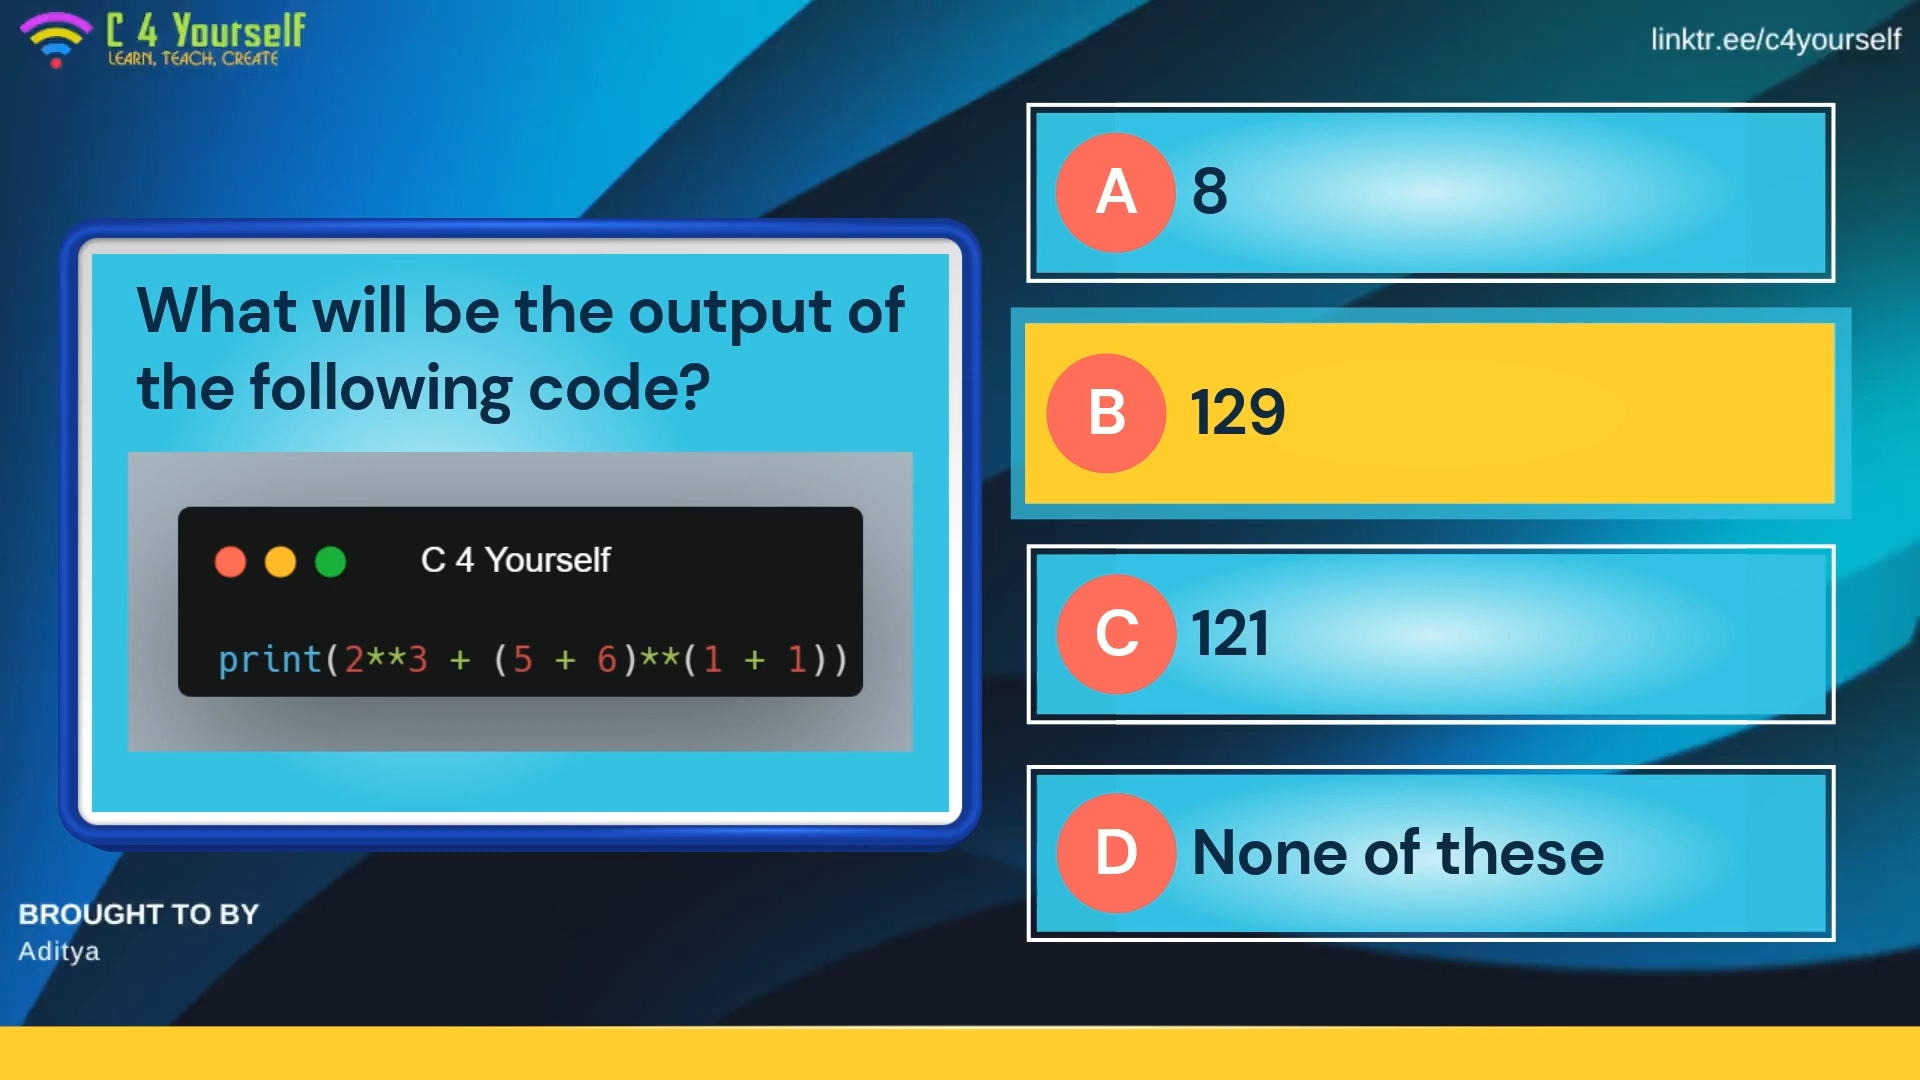 C 4 Yourself
LEARN, TEACH, CREATE
linktr.ee/c4yourself
What will be the output of
the following code?
C 4 Yourself
print(2**3 + (5 + 6)**(1 + 1))
A 8
B 129
C 121
D None of these
BROUGHT TO BY
Aditya